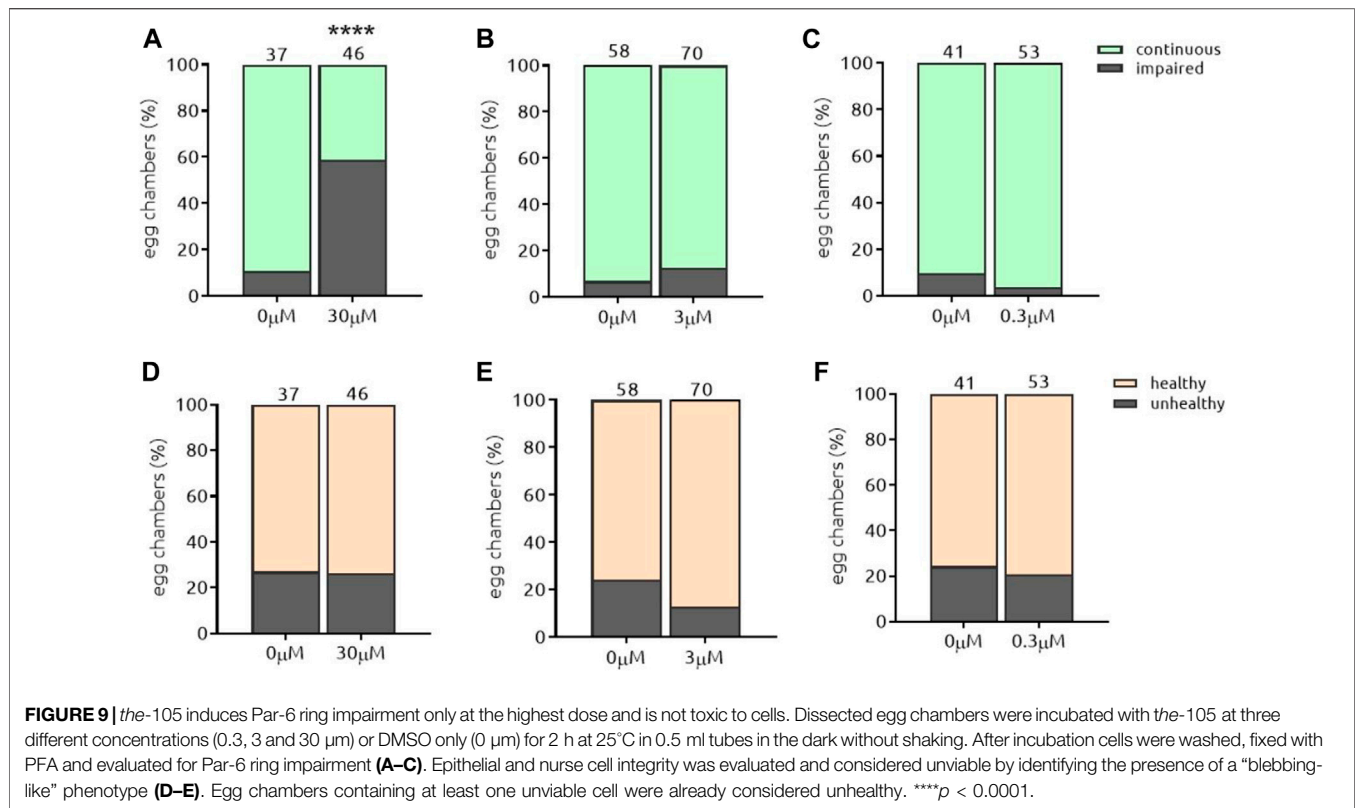 A
****
37 46
100
80
60
40
20
0
egg chambers (%)
0µM 30µM
B
58 70
100
80
60
40
20
0
egg chambers (%)
0µM 3µM
C
41 53
100
80
60
40
20
0
egg chambers (%)
0µM 0.3µM
continuous
impaired
D
37 46
100
80
60
40
20
0
egg chambers (%)
0µM 30µM
E
58 70
100
80
60
40
20
0
egg chambers (%)
0µM 3µM
F
41 53
100
80
60
40
20
0
egg chambers (%)
0µM 0.3µM
healthy
unhealthy
FIGURE 9 | the-105 induces Par-6 ring impairment only at the highest dose and is not toxic to cells. Dissected egg chambers were incubated with the-105 at three
different concentrations (0.3, 3 and 30 µm) or DMSO only (0 µm) for 2 h at 25°C in 0.5 ml tubes in the dark without shaking. After incubation cells were washed, fixed with
PFA and evaluated for Par-6 ring impairment (A–C). Epithelial and nurse cell integrity was evaluated and considered unviable by identifying the presence of a “blebbing-
like” phenotype (D–E). Egg chambers containing at least one unviable cell were already considered unhealthy. ****p < 0.0001.